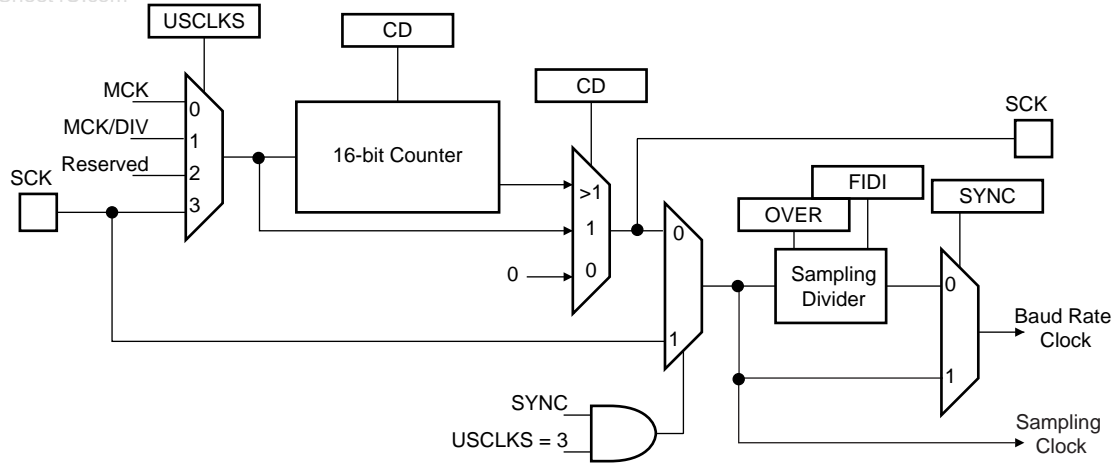 USCLKS
CD
CD
SCK
MCK
MCK/DIV
Reserved
SCK
0
1
2
3
16-bit Counter
>1
1
0
0
0
1
FIDI
OVER
SYNC
Sampling
Divider
0
1
Baud Rate
Clock
SYNC
USCLKS = 3
Sampling
Clock